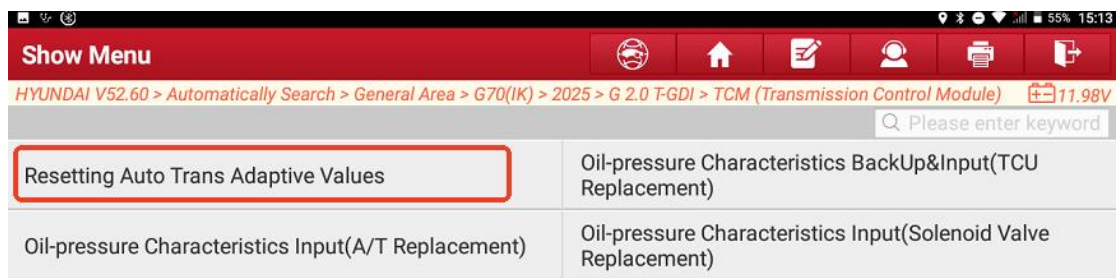 55% 15:13
Show Menu
HYUNDAI V52.60 > Automatically Search > General Area > G70(IK) > 2025 > G 2.0 T-GDI > TCM (Transmission Control Module)
11.98V
Please enter keyword
Resetting Auto Trans Adaptive Values
Oil-pressure Characteristics BackUp&Input(TCU
Replacement)
Oil-pressure Characteristics Input(A/T Replacement)
Oil-pressure Characteristics Input(Solenoid Valve
Replacement)